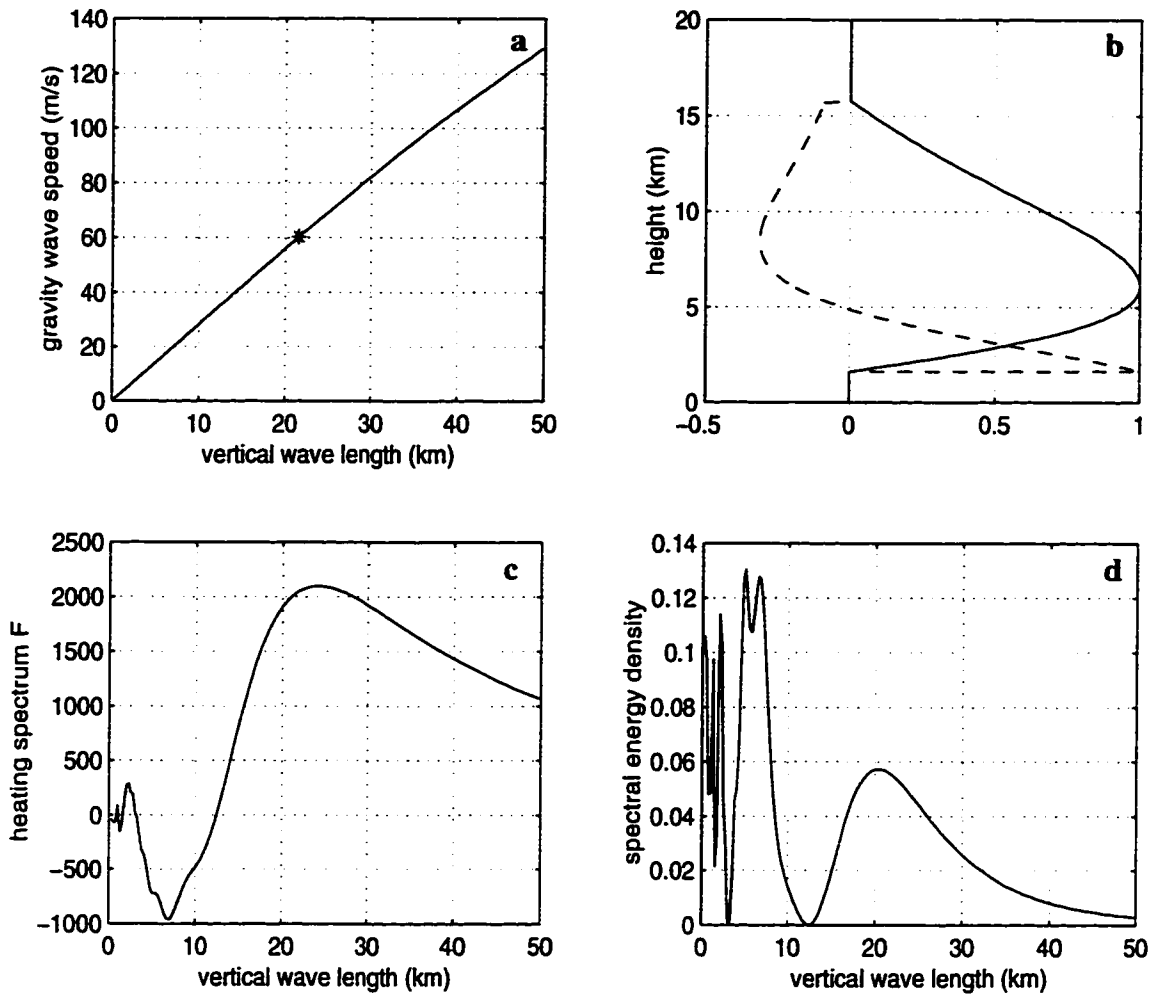 a
gravity wave speed (m/s)
140
120
100
80
60
40
20
0
0 10 20 30 40 50
vertical wave length (km)
b
height (km)
20
15
10
5
0
−0.5 0 0.5 1
c
heating spectrum F
2500
2000
1500
1000
500
0
−500
−1000
0 10 20 30 40 50
vertical wave length (km)
d
spectral energy density
0.14
0.12
0.1
0.08
0.06
0.04
0.02
0
0 10 20 30 40 50
vertical wave length (km)